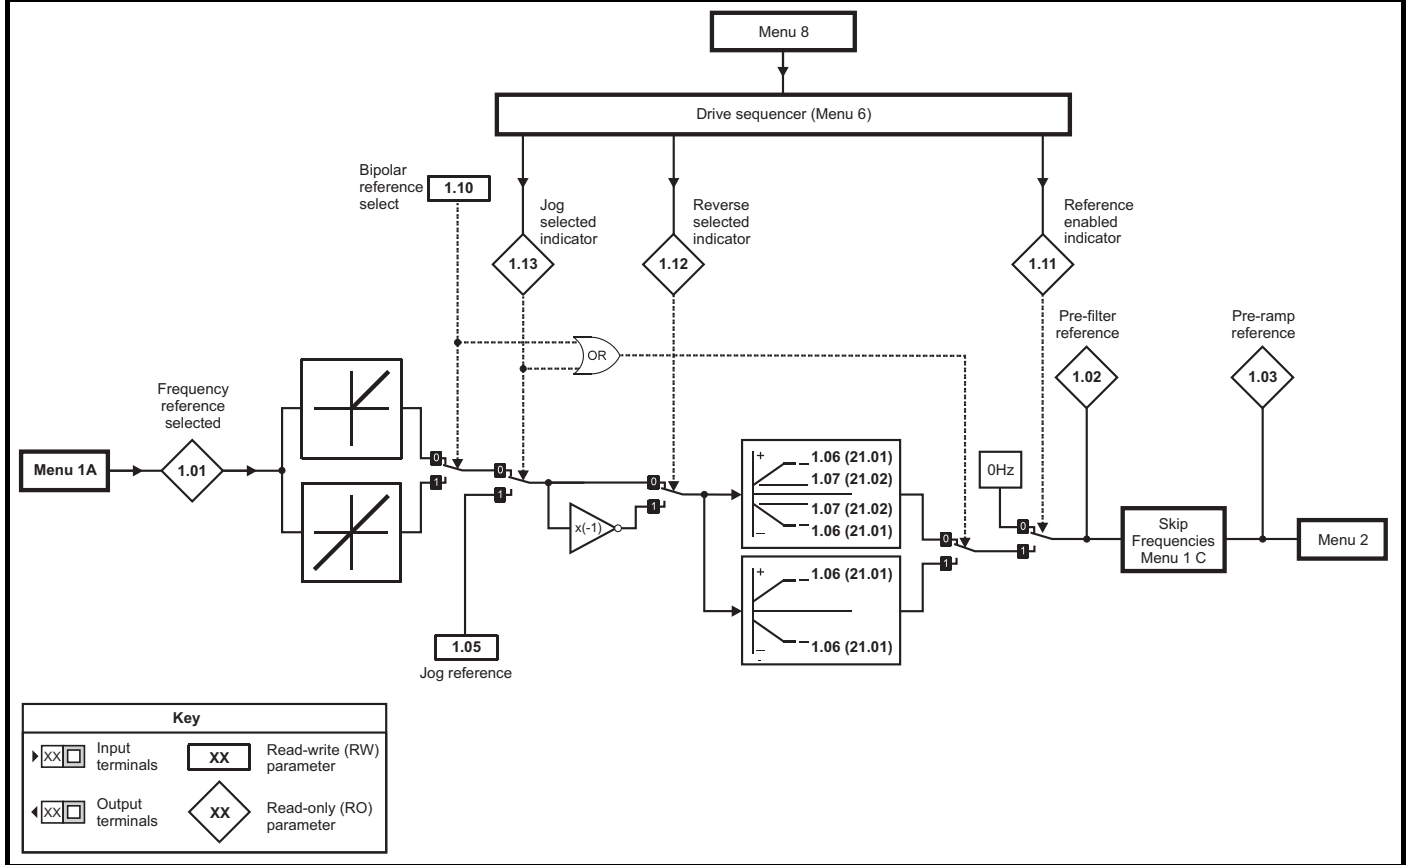 Menu 8
Drive sequencer (Menu 6)
Bipolar
reference
select
1.10
Jog
selected
indicator
Reverse
selected
indicator
Reference
enabled
indicator
1.13
1.12
1.11
Pre-filter
reference
Pre-ramp
reference
OR
1.02
1.03
Frequency
reference
selected
Menu 1A
1.01
0
1
0
1
0
1
x(-1)
+
1.06 (21.01)
1.07 (21.02)
1.07 (21.02)
1.06 (21.01)
_
+
1.06 (21.01)
1.06 (21.01)
_
-
0
1
0Hz
0
1
Skip
Frequencies
Menu 1 C
Menu 2
1.05
Jog reference
Key
XX
Input
terminals
XX
Read-write (RW)
parameter
XX
Output
terminals
XX
Read-only (RO)
parameter